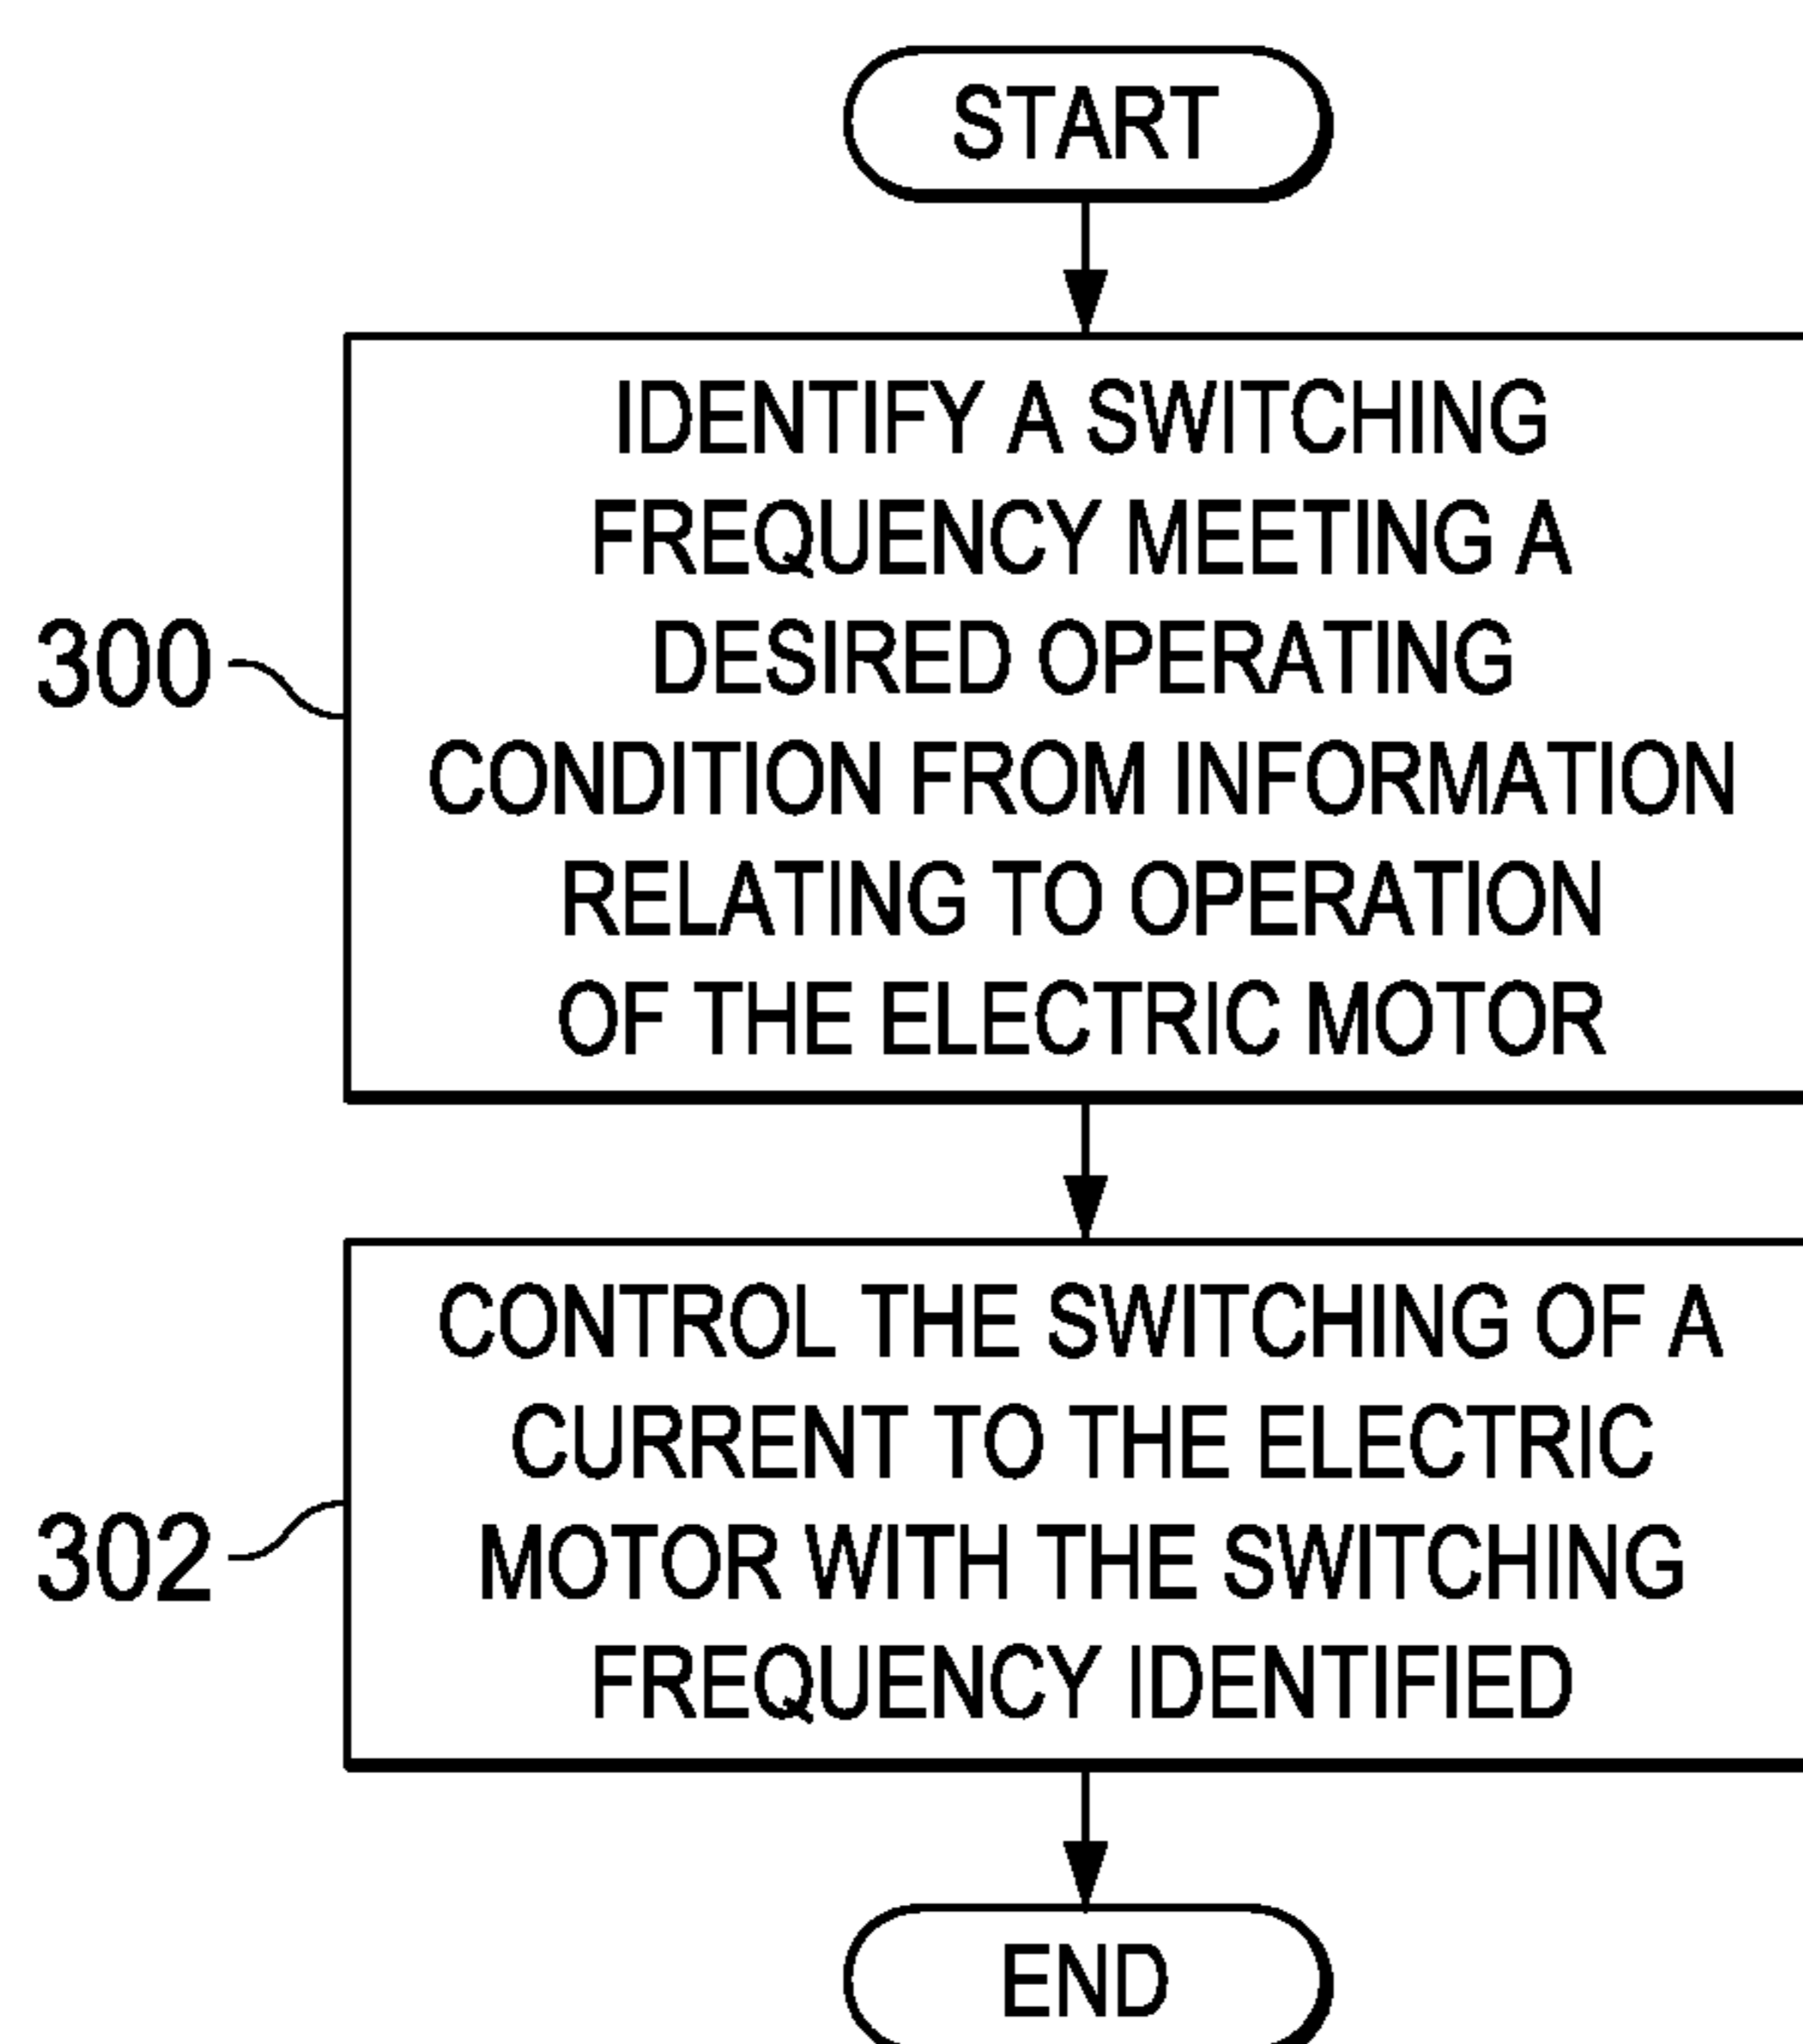 START
IDENTIFY A SWITCHING
FREQUENCY MEETING A
DESIRED OPERATING
CONDITION FROM INFORMATION
RELATING TO OPERATION
OF THE ELECTRIC MOTOR
300
CONTROL THE SWITCHING OF A
CURRENT TO THE ELECTRIC
MOTOR WITH THE SWITCHING
FREQUENCY IDENTIFIED
302
END